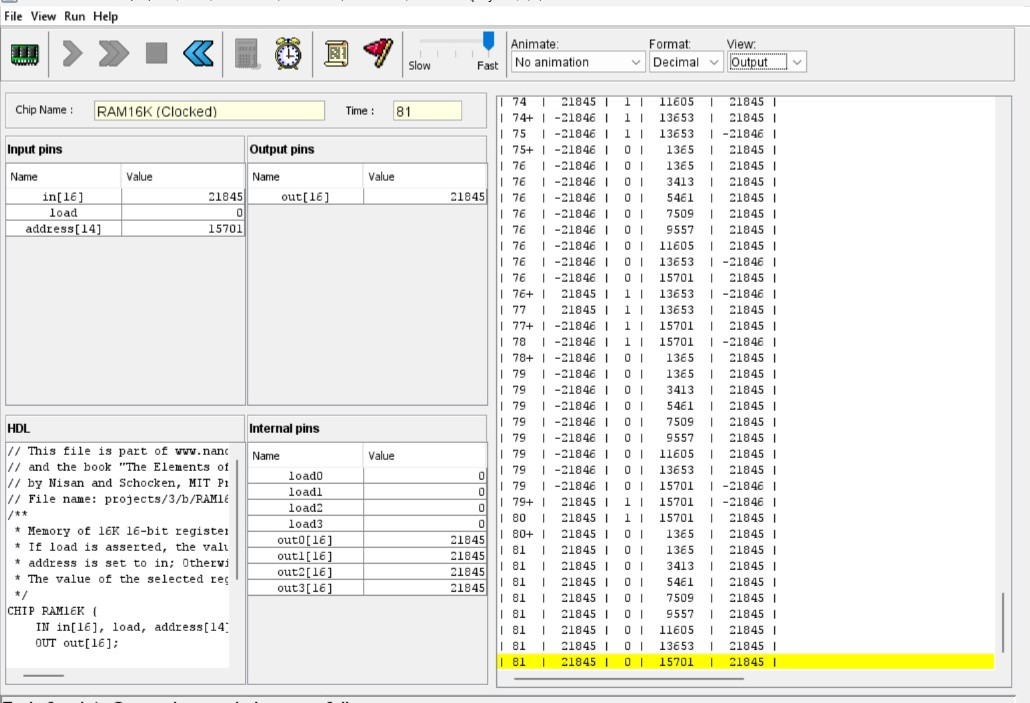 File View Run Help
Animate: Format: View:
Slow Fast No animation Decimal Output
Chip Name : RAM16K (Clocked) Time : 81
Input pins
Name Value
in[16] 21845
load 0
address[14] 15701
Output pins
Name Value
out[16] 21845
HDL
// This file is part of www.nand
// and the book "The Elements of
// by Nisan and Schocken, MIT Pr
// File name: projects/3/b/RAM16
/**
* Memory of 16K 16-bit register
* If load is asserted, the valu
* address is set to in; Otherwi
* The value of the selected reg
*/
CHIP RAM16K {
IN in[16], load, address[14]
OUT out[16];
Internal pins
Name Value
load0 0
load1 0
load2 0
load3 0
out0[16] 21845
out1[16] 21845
out2[16] 21845
out3[16] 21845
| 74 | 21845 | 1 | 11605 | 21845 |
| 74+ | -21846 | 1 | 13653 | 21845 |
| 75 | -21846 | 1 | 13653 | -21846 |
| 75+ | -21846 | 0 | 1365 | 21845 |
| 76 | -21846 | 0 | 1365 | 21845 |
| 76 | -21846 | 0 | 3413 | 21845 |
| 76 | -21846 | 0 | 5461 | 21845 |
| 76 | -21846 | 0 | 7509 | 21845 |
| 76 | -21846 | 0 | 9557 | 21845 |
| 76 | -21846 | 0 | 11605 | 21845 |
| 76 | -21846 | 0 | 13653 | -21846 |
| 76 | -21846 | 0 | 15701 | 21845 |
| 76+ | 21845 | 1 | 13653 | -21846 |
| 77 | 21845 | 1 | 13653 | 21845 |
| 77+ | -21846 | 1 | 15701 | 21845 |
| 78 | -21846 | 1 | 15701 | -21846 |
| 78+ | -21846 | 0 | 1365 | 21845 |
| 79 | -21846 | 0 | 1365 | 21845 |
| 79 | -21846 | 0 | 3413 | 21845 |
| 79 | -21846 | 0 | 5461 | 21845 |
| 79 | -21846 | 0 | 7509 | 21845 |
| 79 | -21846 | 0 | 9557 | 21845 |
| 79 | -21846 | 0 | 11605 | 21845 |
| 79 | -21846 | 0 | 13653 | 21845 |
| 79 | -21846 | 0 | 15701 | -21846 |
| 79+ | 21845 | 1 | 15701 | -21846 |
| 80 | 21845 | 1 | 15701 | 21845 |
| 80+ | 21845 | 0 | 1365 | 21845 |
| 81 | 21845 | 0 | 1365 | 21845 |
| 81 | 21845 | 0 | 3413 | 21845 |
| 81 | 21845 | 0 | 5461 | 21845 |
| 81 | 21845 | 0 | 7509 | 21845 |
| 81 | 21845 | 0 | 9557 | 21845 |
| 81 | 21845 | 0 | 11605 | 21845 |
| 81 | 21845 | 0 | 13653 | 21845 |
| 81 | 21845 | 0 | 15701 | 21845 |